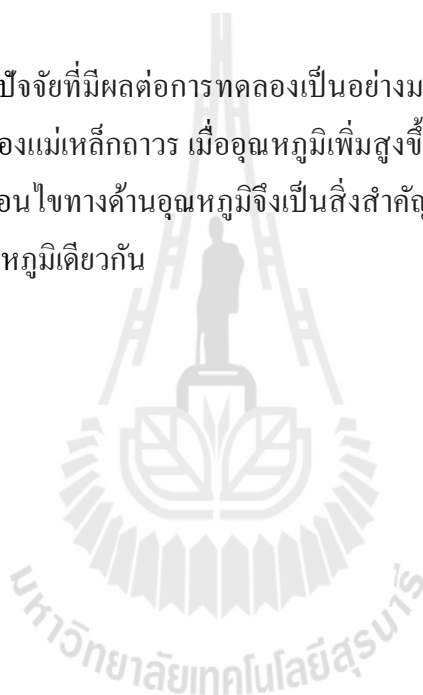 ปัจจัยที่มีผลต่อการทดลองเป็นอย่างม
องแม่เหล็กถาวร เมื่ออุณหภูมิเพิ่มสูงขึ้
อนไขทางด้านอุณหภูมิจึงเป็นสิ่งสำคัญ
หภูมิเดียวกัน
มหาวิทยาลัยเทคโนโลยีสุรนารี